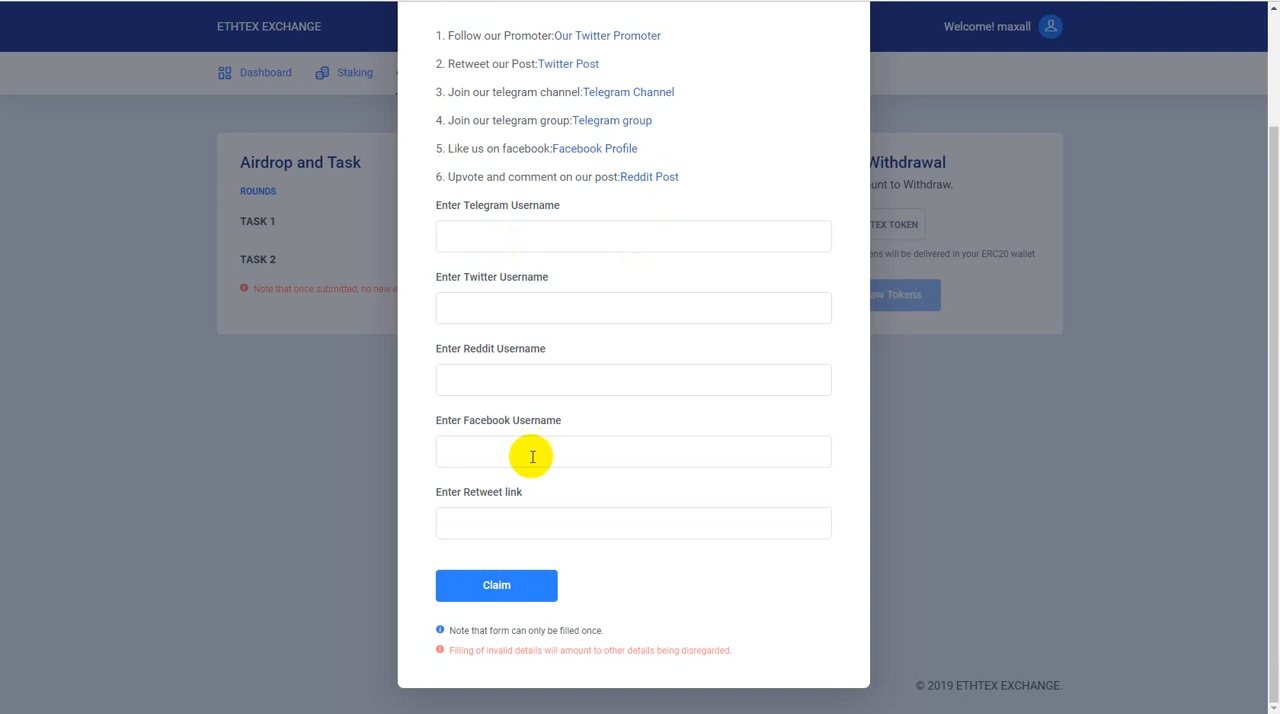 ETHTEX EXCHANGE
Welcome! maxall
Dashboard
Staking
1. Follow our Promoter:Our Twitter Promoter
2. Retweet our Post:Twitter Post
3. Join our telegram channel:Telegram Channel
4. Join our telegram group:Telegram group
5. Like us on facebook:Facebook Profile
6. Upvote and comment on our post:Reddit Post
Enter Telegram Username
Enter Twitter Username
Enter Reddit Username
Enter Facebook Username
Enter Retweet link
Claim
Note that form can only be filled once.
Filling of invalid details will amount to other details being disregarded.
Airdrop and Task
ROUNDS
TASK 1
TASK 2
Note that once submitted, no new
Withdrawal
to Withdraw.
TOKEN
will be delivered in your ERC20 wallet
Tokens
© 2019 ETHTEX EXCHANGE.